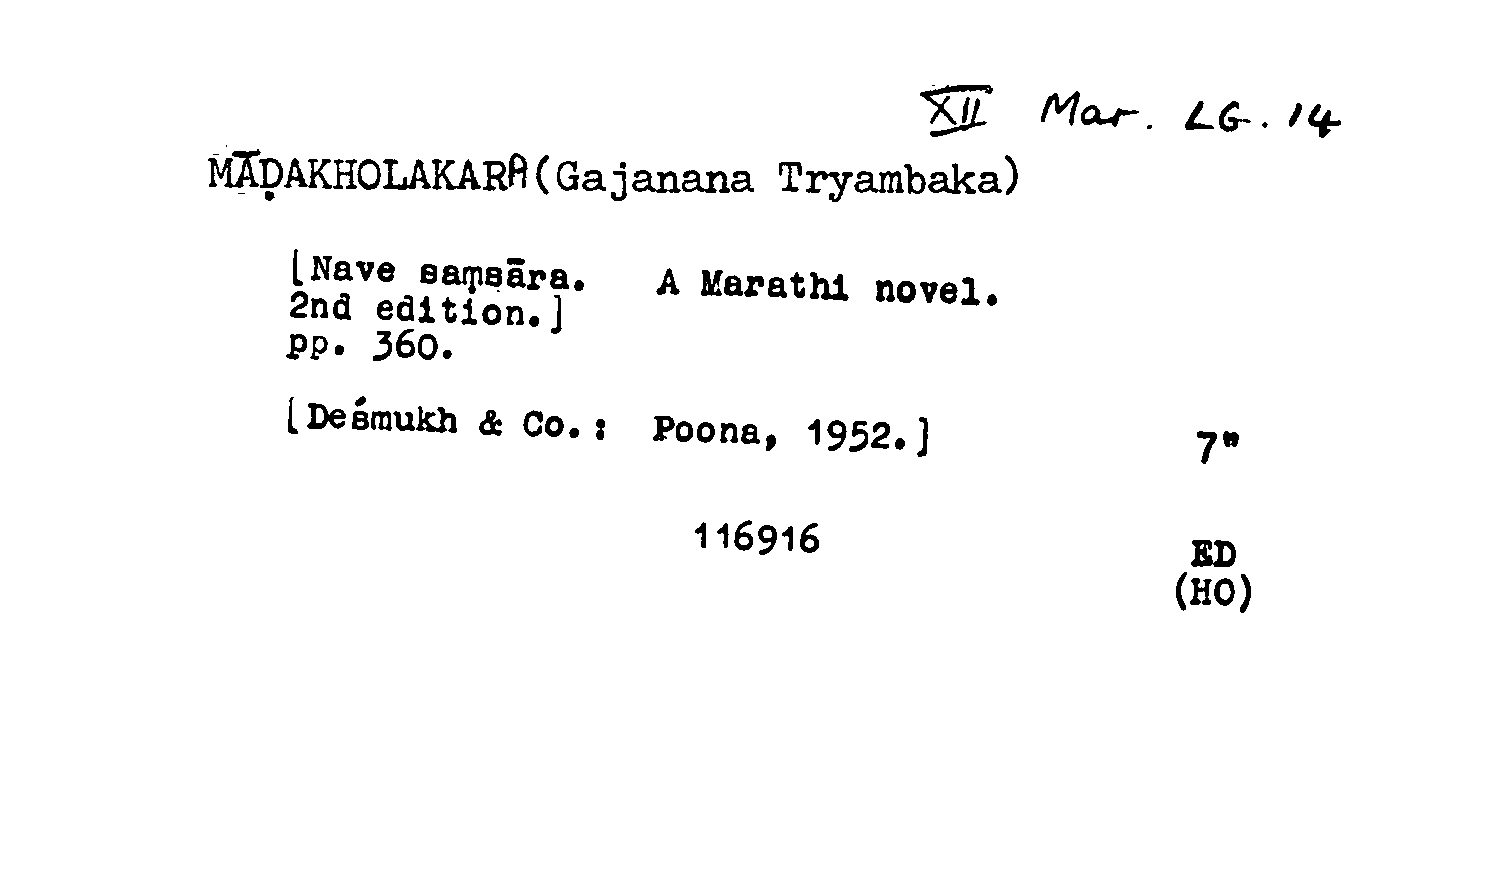 XII Mar. LG. 14
MĀḌAKHOLAKARA (Gajanana Tryambaka)
[Nave saṃsāra. A Marathi novel.
2nd edition.]
pp. 360.
[Deśmukh & Co.: Poona, 1952.]
7"
116916
ED
(HO)